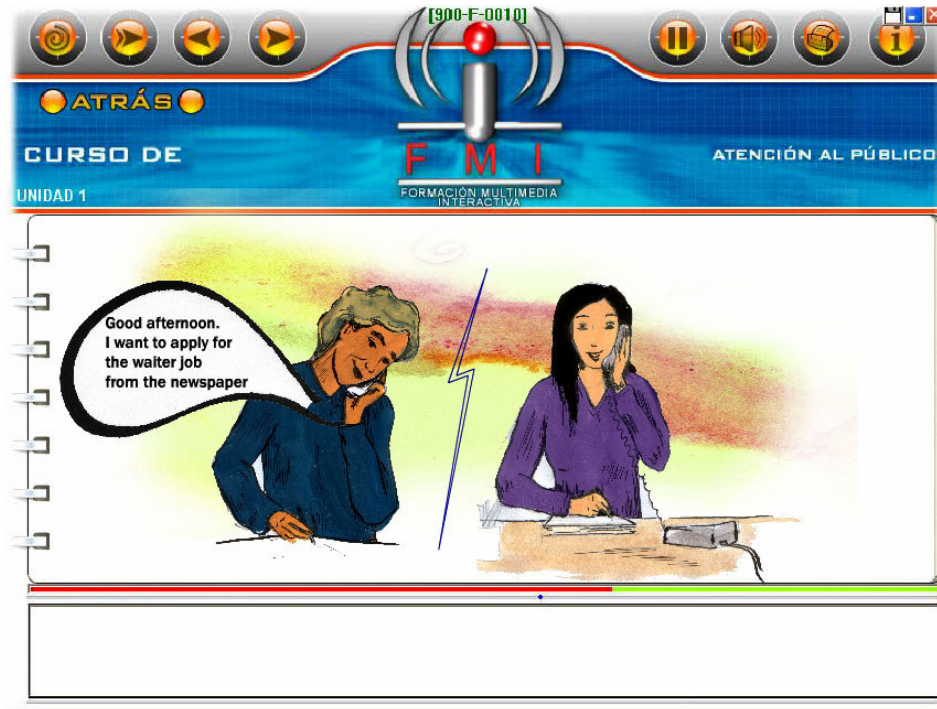 [900-F-0010]
ATRÁS
CURSO DE
ATENCIÓN AL PÚBLICO
UNIDAD 1
F M I
FORMACIÓN MULTIMEDIA
INTERACTIVA
Good afternoon.
I want to apply for
the waiter job
from the newspaper